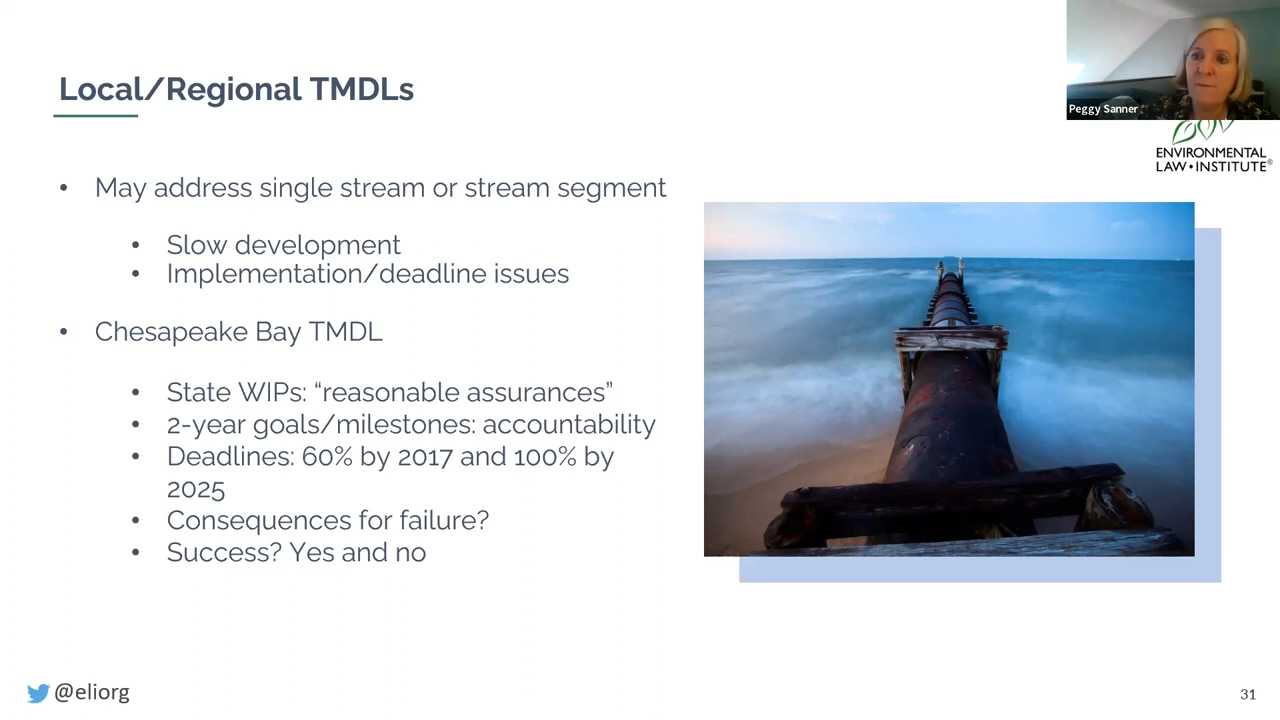 Peggy Sanner
Local/Regional TMDLs
ENVIRONMENTAL
LAW•INSTITUTE®
• May address single stream or stream segment
• Slow development
• Implementation/deadline issues
• Chesapeake Bay TMDL
• State WIPs: “reasonable assurances”
• 2-year goals/milestones: accountability
• Deadlines: 60% by 2017 and 100% by
2025
• Consequences for failure?
• Success? Yes and no
@eliorg
31